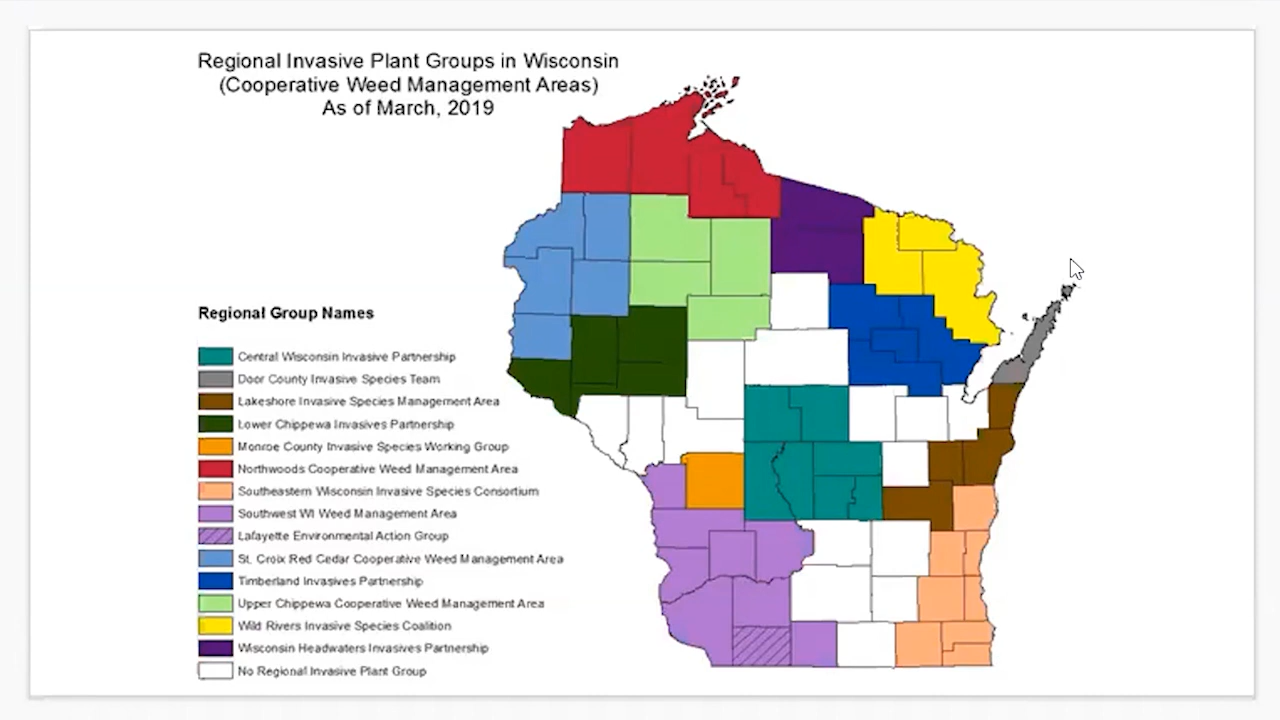 Regional Invasive Plant Groups in Wisconsin
(Cooperative Weed Management Areas)
As of March, 2019
Regional Group Names
Central Wisconsin Invasive Partnership
Door County Invasive Species Team
Lakeshore Invasive Species Management Area
Lower Chippewa Invasives Partnership
Monroe County Invasive Species Working Group
Northwoods Cooperative Weed Management Area
Southeastern Wisconsin Invasive Species Consortium
Southwest WI Weed Management Area
Lafayette Environmental Action Group
St. Croix Red Cedar Cooperative Weed Management Area
Timberland Invasives Partnership
Upper Chippewa Cooperative Weed Management Area
Wild Rivers Invasive Species Coalition
Wisconsin Headwaters Invasives Partnership
No Regional Invasive Plant Group